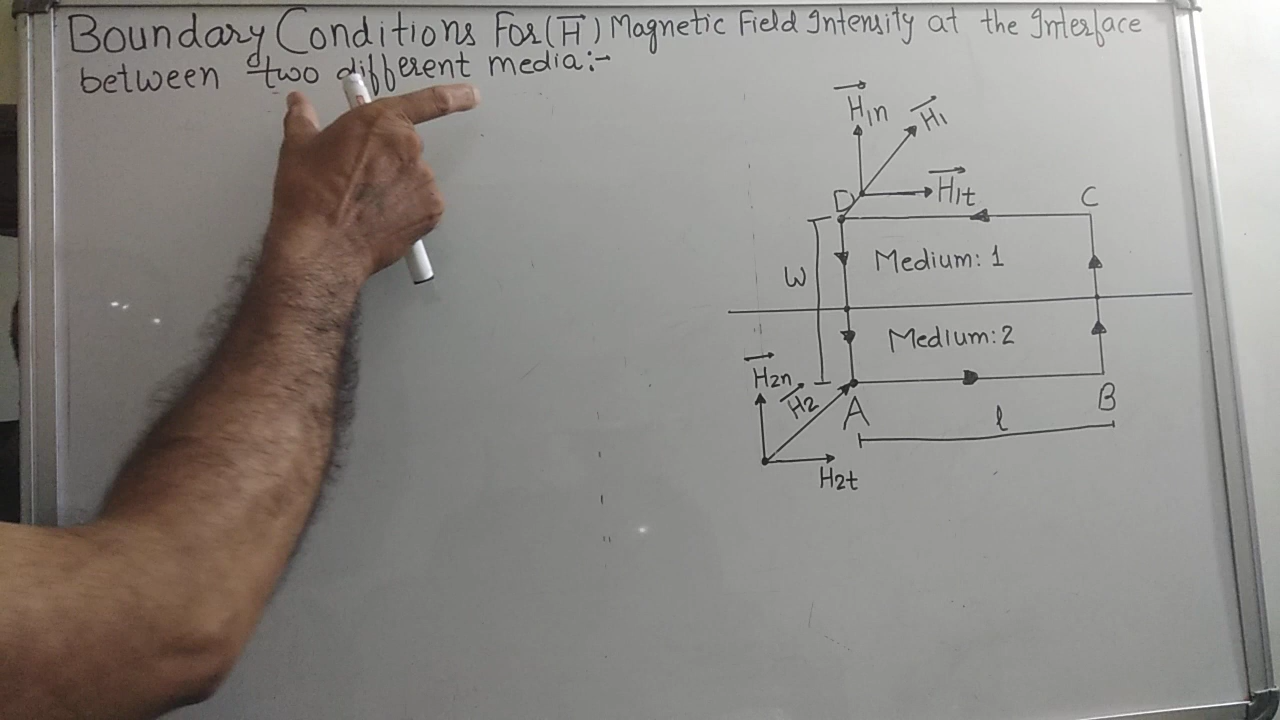 Boundary Conditions For (H) Magnetic Field Intensity at the Interface
between two different media:-
H1n
H1
D
H1t
C
W
Medium: 1
Medium: 2
H2n
H2
A
B
l
H2t